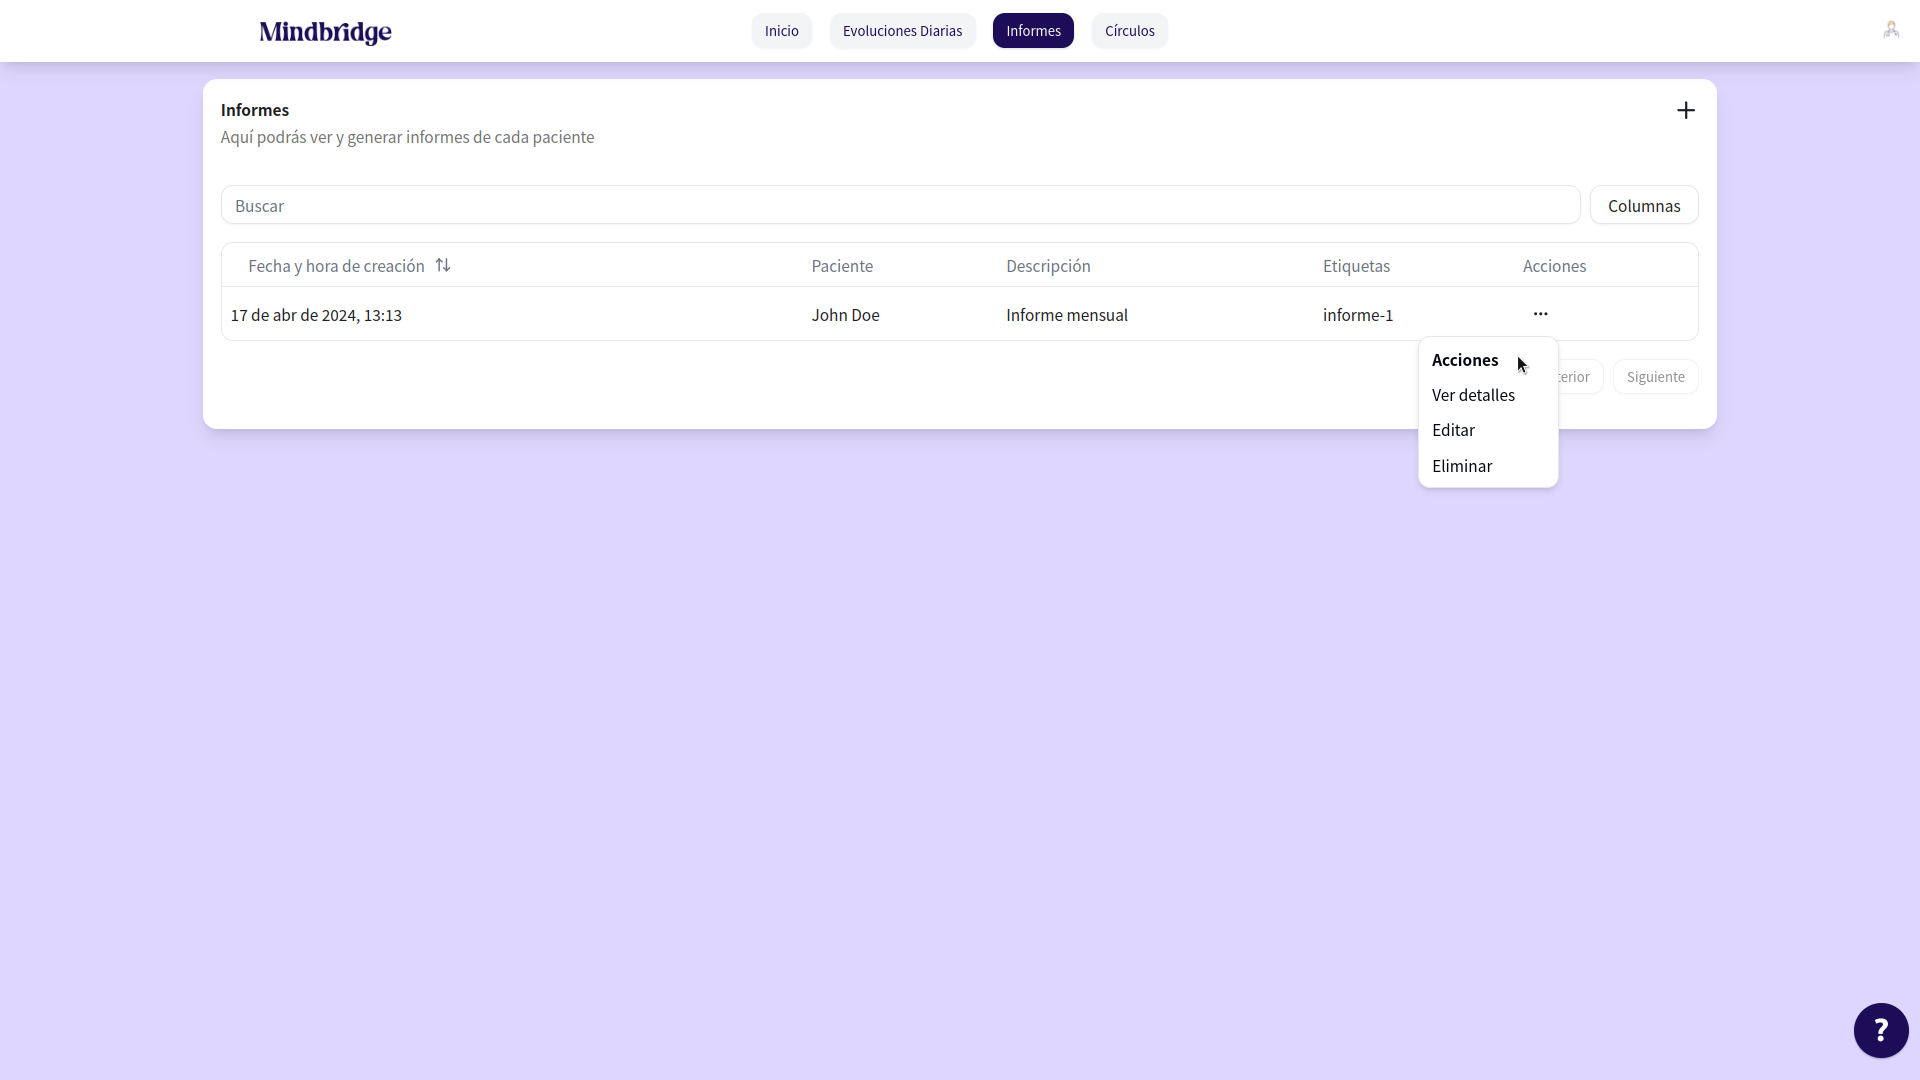 Mindbridge
Inicio
Evoluciones Diarias
Informes
Círculos
Informes
Aquí podrás ver y generar informes de cada paciente
Buscar
Columnas
Fecha y hora de creación
Paciente
Descripción
Etiquetas
Acciones
17 de abr de 2024, 13:13
John Doe
Informe mensual
informe-1
Acciones
Ver detalles
Editar
Eliminar
Siguiente
?